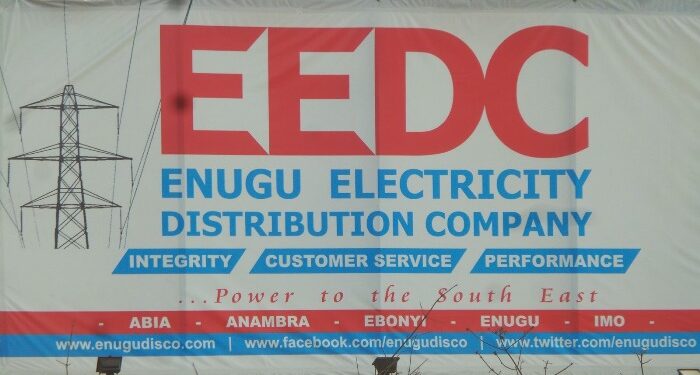 EEDC
ENUGU ELECTRICITY
DISTRIBUTION COMPANY
INTEGRITY CUSTOMER SERVICE PERFORMANCE
...Power to the South East
- ABIA - ANAMBRA - EBONYI - ENUGU - IMO -
www.enugudisco.com | www.facebook.com/enugudisco | www.twitter.com/enugudisco